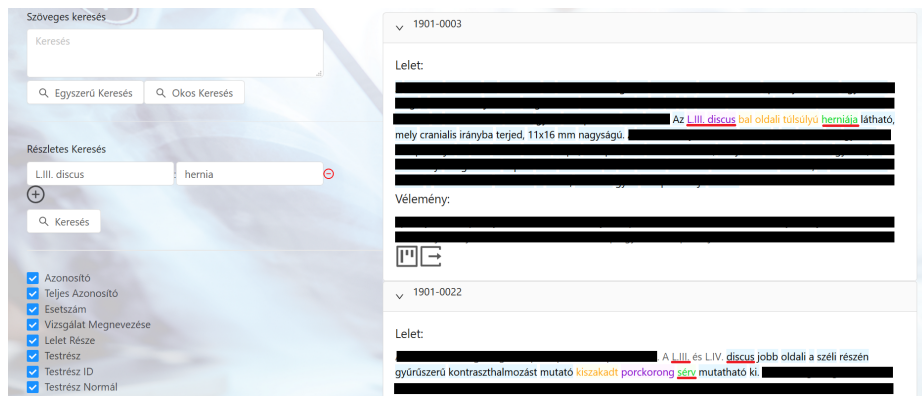 Szöveges keresés
Keresés
Egyszerű Keresés
Okos Keresés
Részletes Keresés
L.III. discus : hernia
Keresés
Azonosító
Teljes Azonosító
Esetszám
Vizsgálat Megnevezése
Lelet Része
Testrész
Testrész ID
Testrész Normál
1901-0003
Lelet:
Az L.III. discus bal oldali túlsúlyú herniája látható,
mely cranialis irányba terjed, 11x16 mm nagyságú.
Vélemény:
1901-0022
Lelet:
. A L.III. és L.IV. discus jobb oldali a széli részén
gyűrűszerű kontraszthalmozást mutató kiszakadt porckorong sérv mutatható ki.